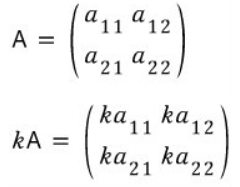 A = ( a₁₁ a₁₂
a₂₁ a₂₂ )
kA = ( ka₁₁ ka₁₂
ka₂₁ ka₂₂ )